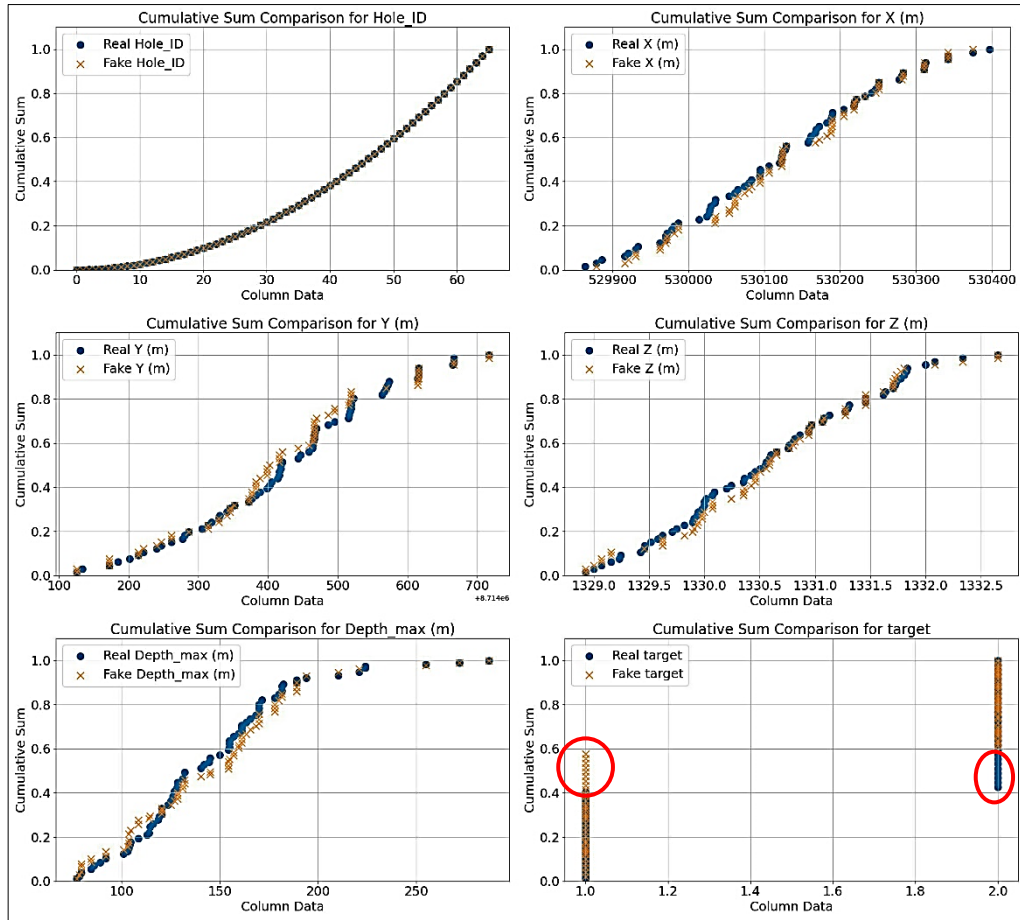 Cumulative Sum Comparison for Hole_ID
Real Hole_ID
Fake Hole_ID
Cumulative Sum
1.0
0.8
0.6
0.4
0.2
0.0
0 10 20 30 40 50 60
Column Data
Cumulative Sum Comparison for X (m)
Real X (m)
Fake X (m)
Cumulative Sum
1.0
0.8
0.6
0.4
0.2
0.0
529900 530000 530100 530200 530300 530400
Column Data
Cumulative Sum Comparison for Y (m)
Real Y (m)
Fake Y (m)
Cumulative Sum
1.0
0.8
0.6
0.4
0.2
0.0
100 200 300 400 500 600 700
Column Data
+8.714e6
Cumulative Sum Comparison for Z (m)
Real Z (m)
Fake Z (m)
Cumulative Sum
1.0
0.8
0.6
0.4
0.2
0.0
1329.0 1329.5 1330.0 1330.5 1331.0 1331.5 1332.0 1332.5
Column Data
Cumulative Sum Comparison for Depth_max (m)
Real Depth_max (m)
Fake Depth_max (m)
Cumulative Sum
1.0
0.8
0.6
0.4
0.2
0.0
100 150 200 250
Column Data
Cumulative Sum Comparison for target
Real target
Fake target
Cumulative Sum
1.0
0.8
0.6
0.4
0.2
0.0
1.0 1.2 1.4 1.6 1.8 2.0
Column Data